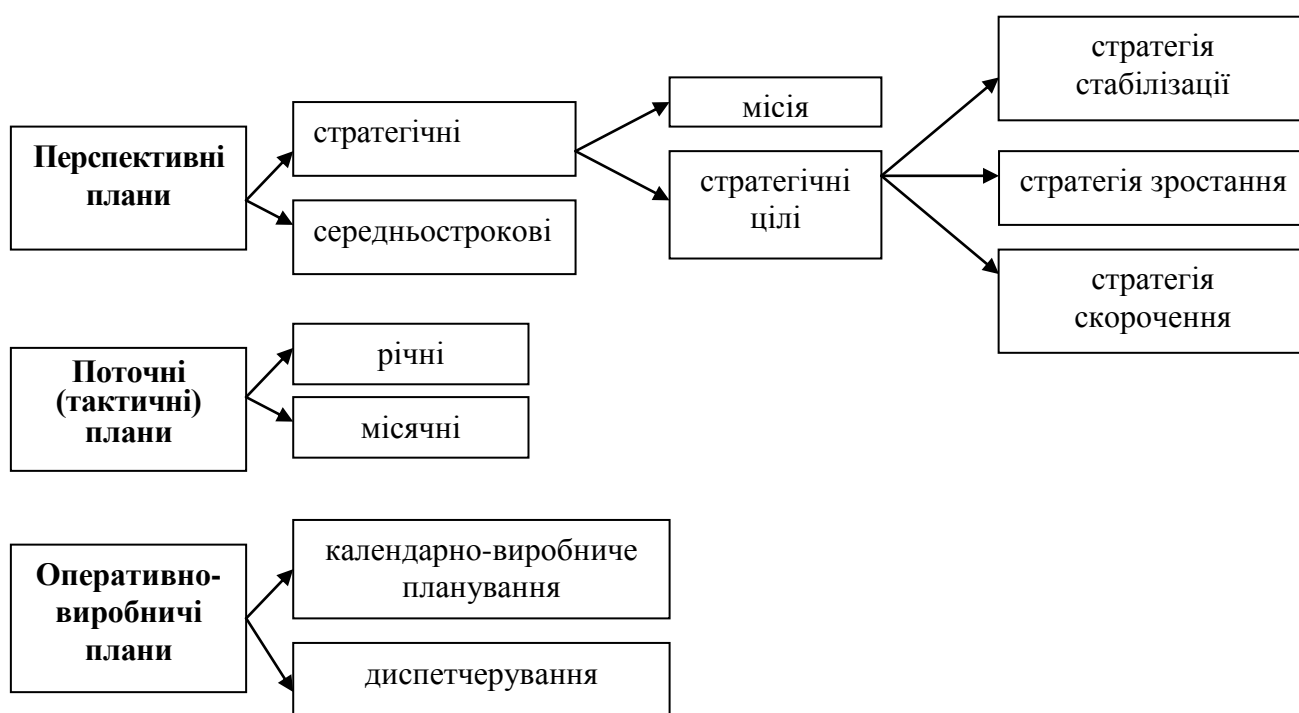 Перспективні
плани
стратегічні
середньострокові
місія
стратегічні
цілі
стратегія
стабілізації
стратегія зростання
стратегія
скорочення
Поточні
(тактичні)
плани
річні
місячні
Оперативно-
виробничі
плани
календарно-виробниче
планування
диспетчерування